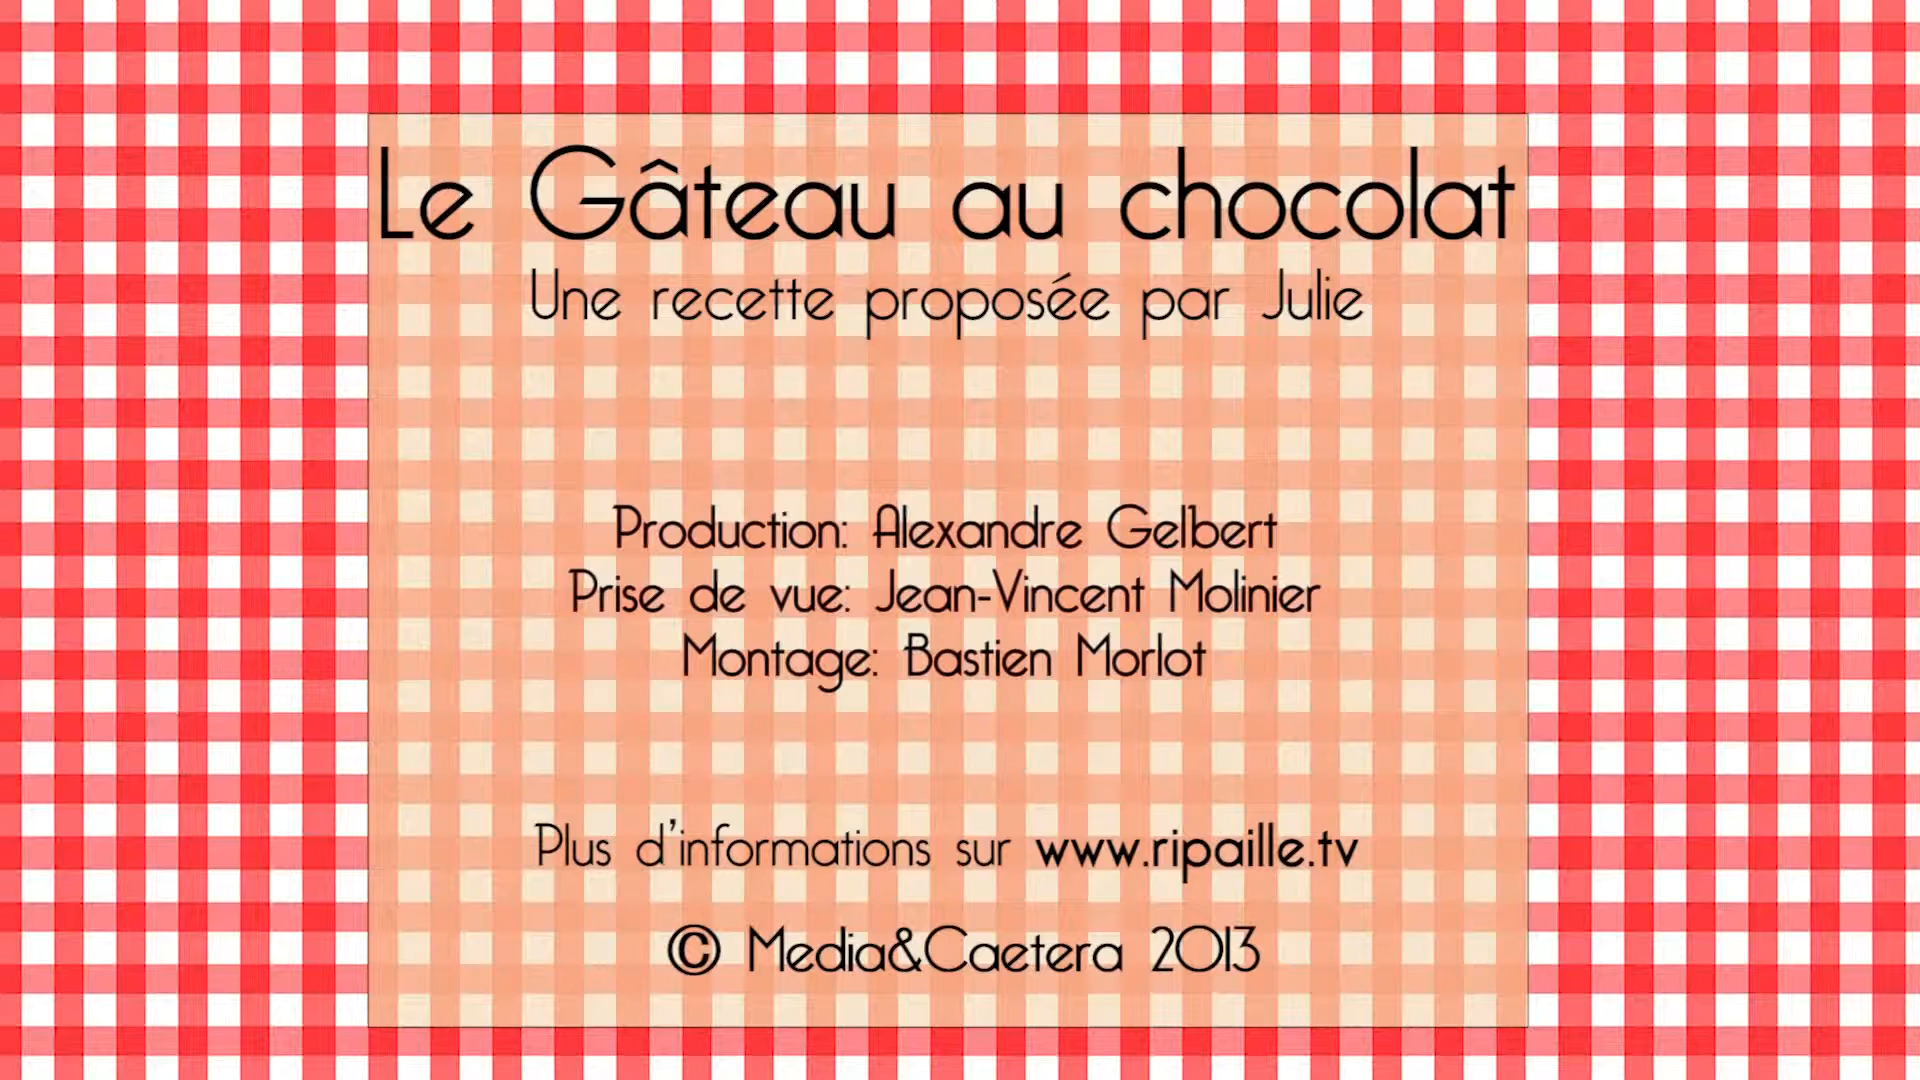 Le Gâteau au chocolat
Une recette proposée par Julie
Production: Alexandre Gelbert
Prise de vue: Jean-Vincent Molinier
Montage: Bastien Morlot
Plus d'informations sur www.ripaille.tv
© Media&Caetera 2013